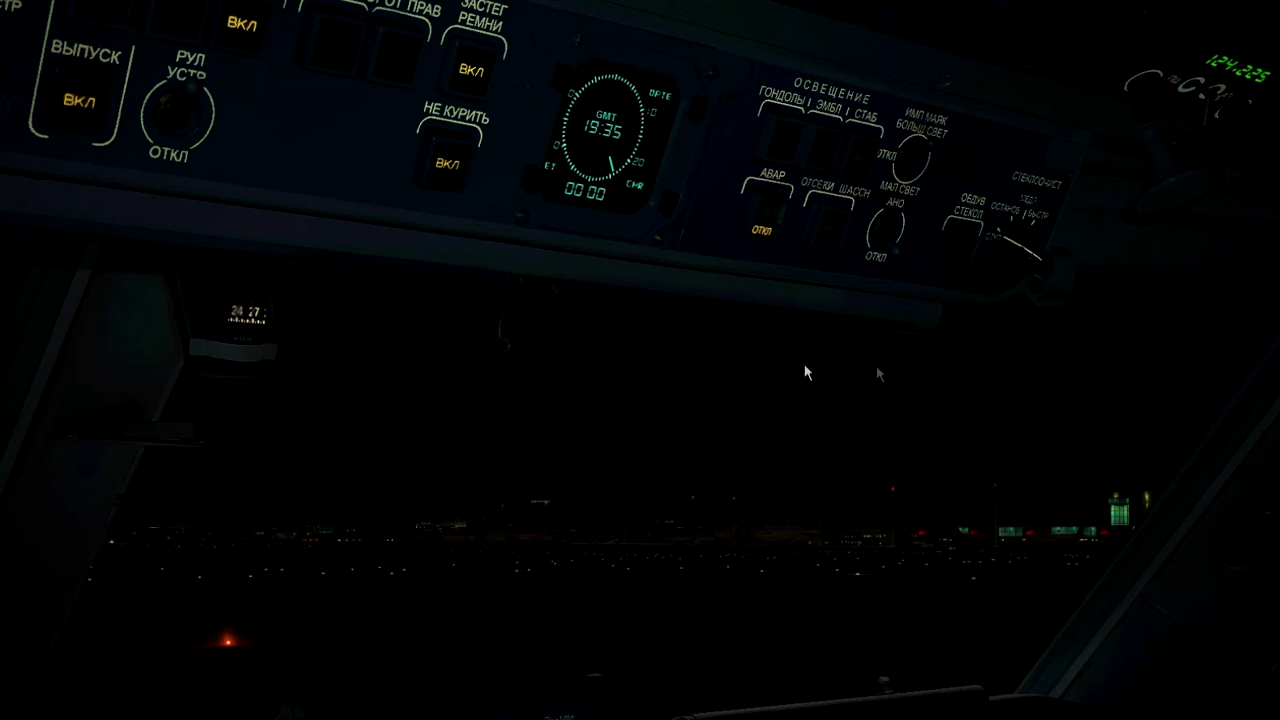 ВКЛ
ВЫПУСК
ВКЛ
РУЛ
УСТР
ОТКЛ
ПРАВ
ЗАСТЕГ
РЕМНИ
ВКЛ
НЕ КУРИТЬ
ВКЛ
GMT
19:35
ET
CHR
00:00
ОСВЕЩЕНИЕ
ГОНДОЛЫ ЭМБЛ СТАБ
АВАР
ОТКЛ
ОТСЕКИ ШАССИ
ИМП МАЯК
БОЛЬШ СВЕТ
ОТКЛ
МАЛ СВЕТ
АНО
ОТКЛ
ОБДУВ
СТЕКОЛ
СТЕКЛООЧИСТ
БЫСТР
124.225
24 27